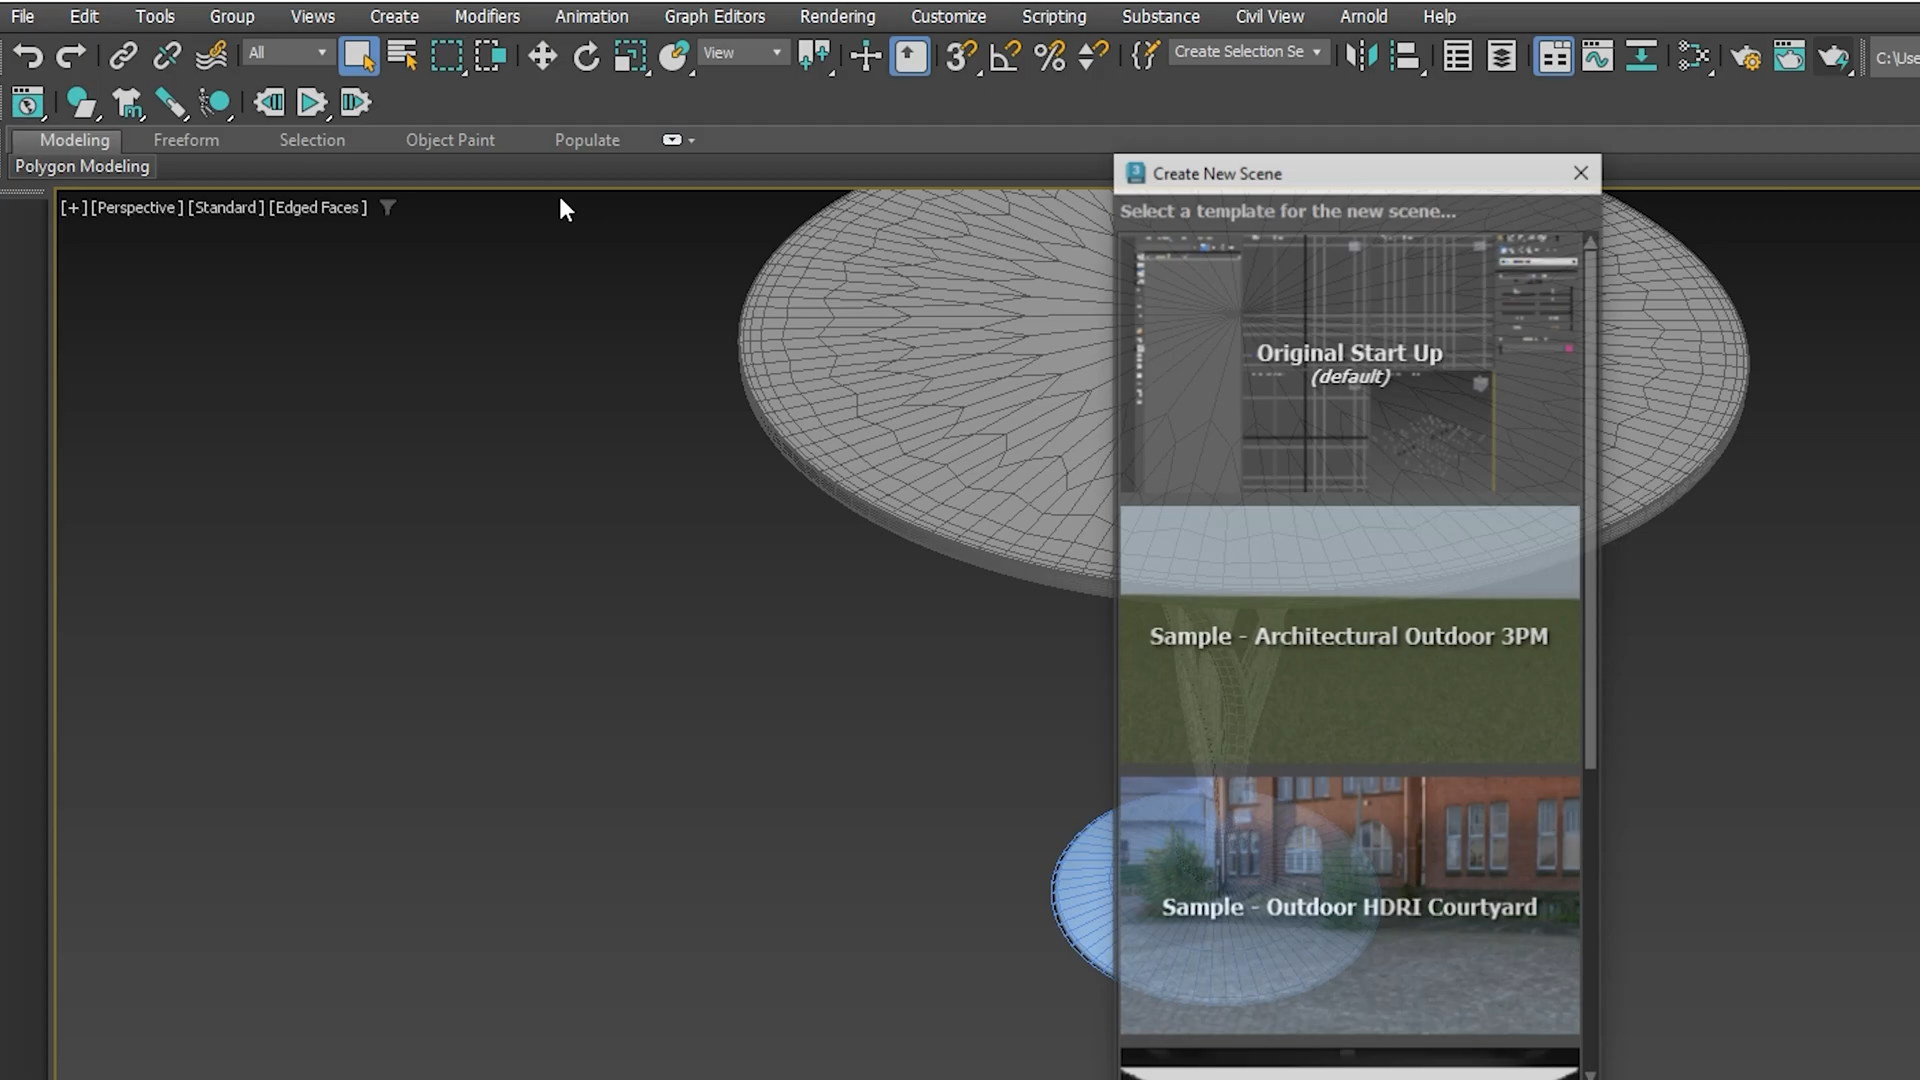 File Edit Tools Group Views Create Modifiers Animation Graph Editors Rendering Customize Scripting Substance Civil View Arnold Help
All View Create Selection Se C:\Use
Modeling Freeform Selection Object Paint Populate
Polygon Modeling
[+] [Perspective] [Standard] [Edged Faces]
Create New Scene
Select a template for the new scene...
Original Start Up
(default)
Sample - Architectural Outdoor 3PM
Sample - Outdoor HDRI Courtyard